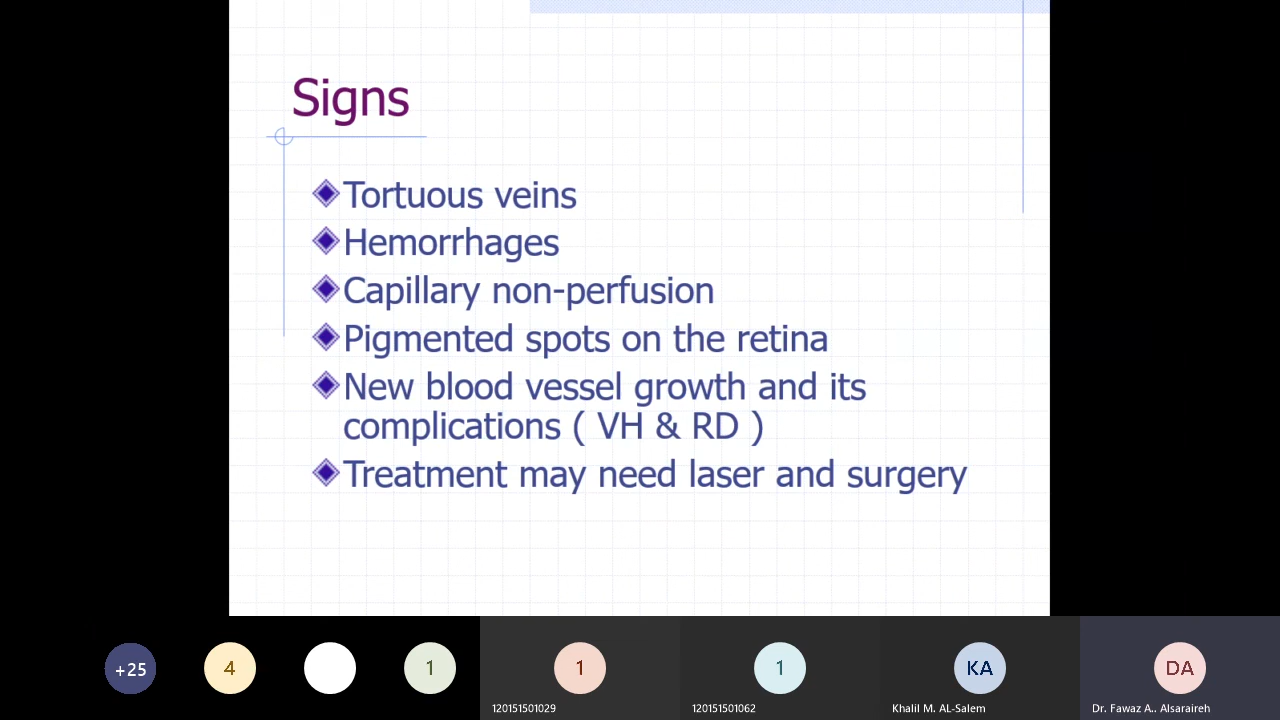 Signs
Tortuous veins
Hemorrhages
Capillary non-perfusion
Pigmented spots on the retina
New blood vessel growth and its
complications ( VH & RD )
Treatment may need laser and surgery
+25
4
1
1
1
KA
DA
120151501029
120151501062
Khalil M. AL-Salem
Dr. Fawaz A.. Alsaraireh